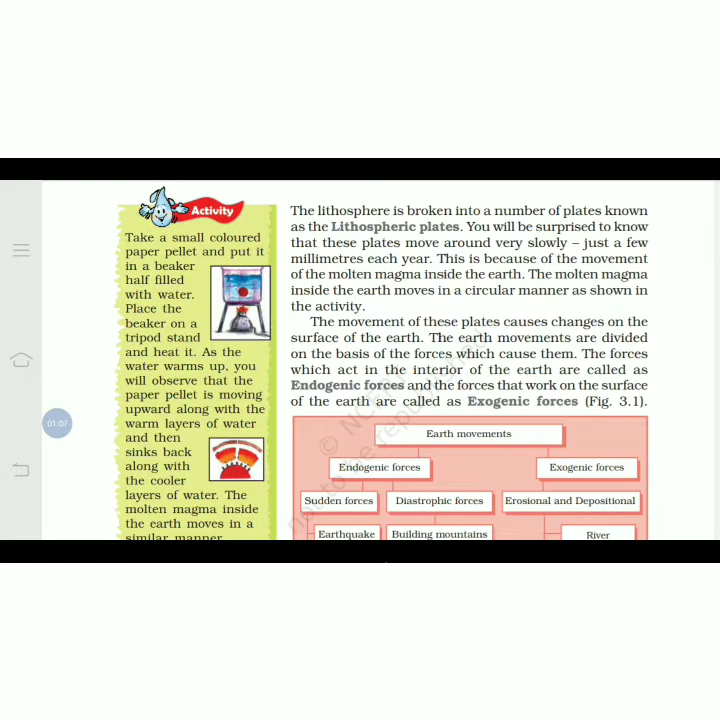 Activity
Take a small coloured
paper pellet and put it
in a beaker
half filled
with water.
Place the
beaker on a
tripod stand
and heat it. As the
water warms up, you
will observe that the
paper pellet is moving
upward along with the
warm layers of water
and then
sinks back
along with
the cooler
layers of water. The
molten magma inside
the earth moves in a
similar manner
The lithosphere is broken into a number of plates known
as the Lithospheric plates. You will be surprised to know
that these plates move around very slowly – just a few
millimetres each year. This is because of the movement
of the molten magma inside the earth. The molten magma
inside the earth moves in a circular manner as shown in
the activity.
The movement of these plates causes changes on the
surface of the earth. The earth movements are divided
on the basis of the forces which cause them. The forces
which act in the interior of the earth are called as
Endogenic forces and the forces that work on the surface
of the earth are called as Exogenic forces (Fig. 3.1).
Earth movements
Endogenic forces
Exogenic forces
Sudden forces
Diastrophic forces
Erosional and Depositional
Earthquake
Building mountains
River
© NCERT
not to be republished
01:07